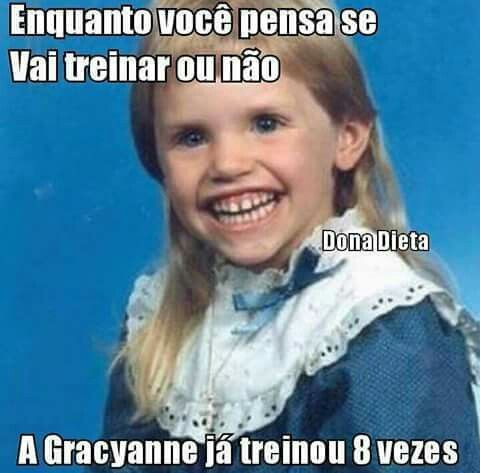 Enquanto você pensa se
Vai treinar ou não
Dona Dieta
A Gracyanne já treinou 8 vezes